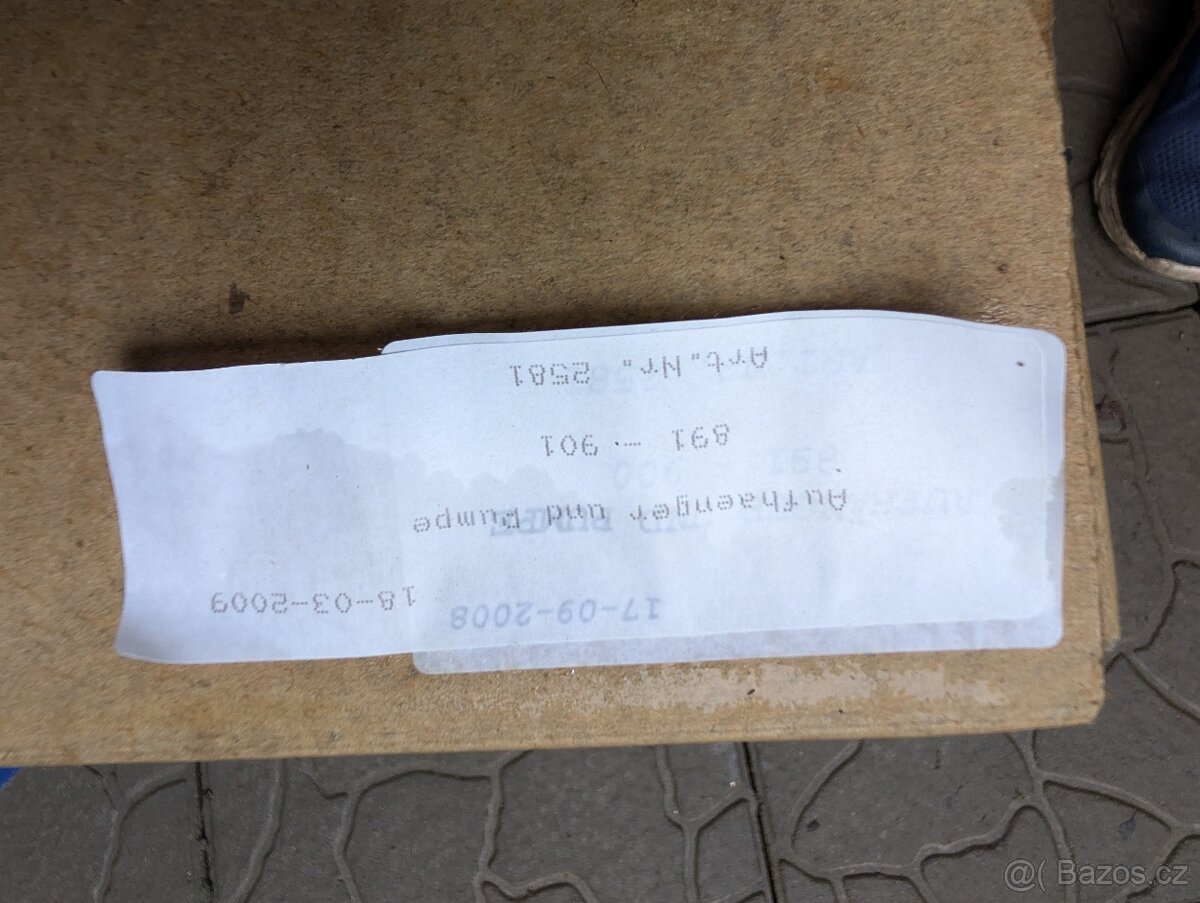 18-03-2009
Aufhaenger und Pumpe
891 - 901
Art.Nr. 2581
17-09-2008
@( Bazos.cz